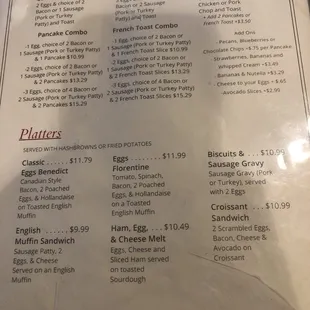 2 Eggs & choice of 2
Bacon or 1 Sausage
(Pork or Turkey
Patty) and Toast
Pancake Combo
-1 Egg choice of 2 Bacon or
1 Sausage (Pork or Turkey Patty)
& 1 Pancake $10.99
-2 Eggs choice of 2 Bacon or
1 Sausage (Pork or Turkey Patty)
& 2 Pancakes $13.29
-3 Eggs choice of 4 Bacon or
2 Sausage (Pork or Turkey Patty)
& 2 Pancakes $15.29
Bacon or 2 Sausage
(Pork or Turkey
Patty) and Toast
French Toast Combo
1 Egg, choice of 2 Bacon or
1 Sausage (Pork or Turkey Patty)
& 1 French Toast Slice $10.49
-2 Eggs choice of 2 Bacon or
1 Sausage (Pork or Turkey Patty)
& 2 French Toast Slices $13.29
-3 Eggs choice of 4 Bacon or
2 Sausage (Pork or Turkey Patty)
& 2 French Toast Slices $15.29
Chicken or Pork
Chop and Toast.
+ Add 2 Pancakes or
French Toast +$3.50
Add Ons
- Pecans, Blueberries or
Chocolate Chips +$.75 per Pancake
Strawberries, Bananas and
Whipped Cream - $3.49
- Bananas & Nutella - $3.29
- Cheese to your Eggs + $.65
-Avocado Slices - $2.90
Platters
SERVED WITH HASHBROWNS OR FRIED POTATOES
Classic . . . . . . $11.79
Eggs Benedict
Canadian Style
Bacon, 2 Poached
Eggs, & Hollandaise
on Toasted English
Muffin
English . . . . . $9.99
Muffin Sandwich
Sausage Patty, 2
Eggs, & Cheese
Served on an English
Muffin
Eggs . . . . . . . $11.99
Florentine
Tomato, Spinach,
Bacon, 2 Poached
Eggs, & Hollandaise
on a Toasted
English Muffin
Ham, Egg, . . . $10.49
& Cheese Melt
Eggs, Cheese and
Sliced Ham served
on toasted
Sourdough
Biscuits & . . $10.99
Sausage Gravy
Sausage Gravy (Pork
or Turkey), served
with 2 Eggs
Croissant . . . . $10.99
Sandwich
2 Scrambled Eggs,
Bacon, Cheese &
Avocado on
Croissant